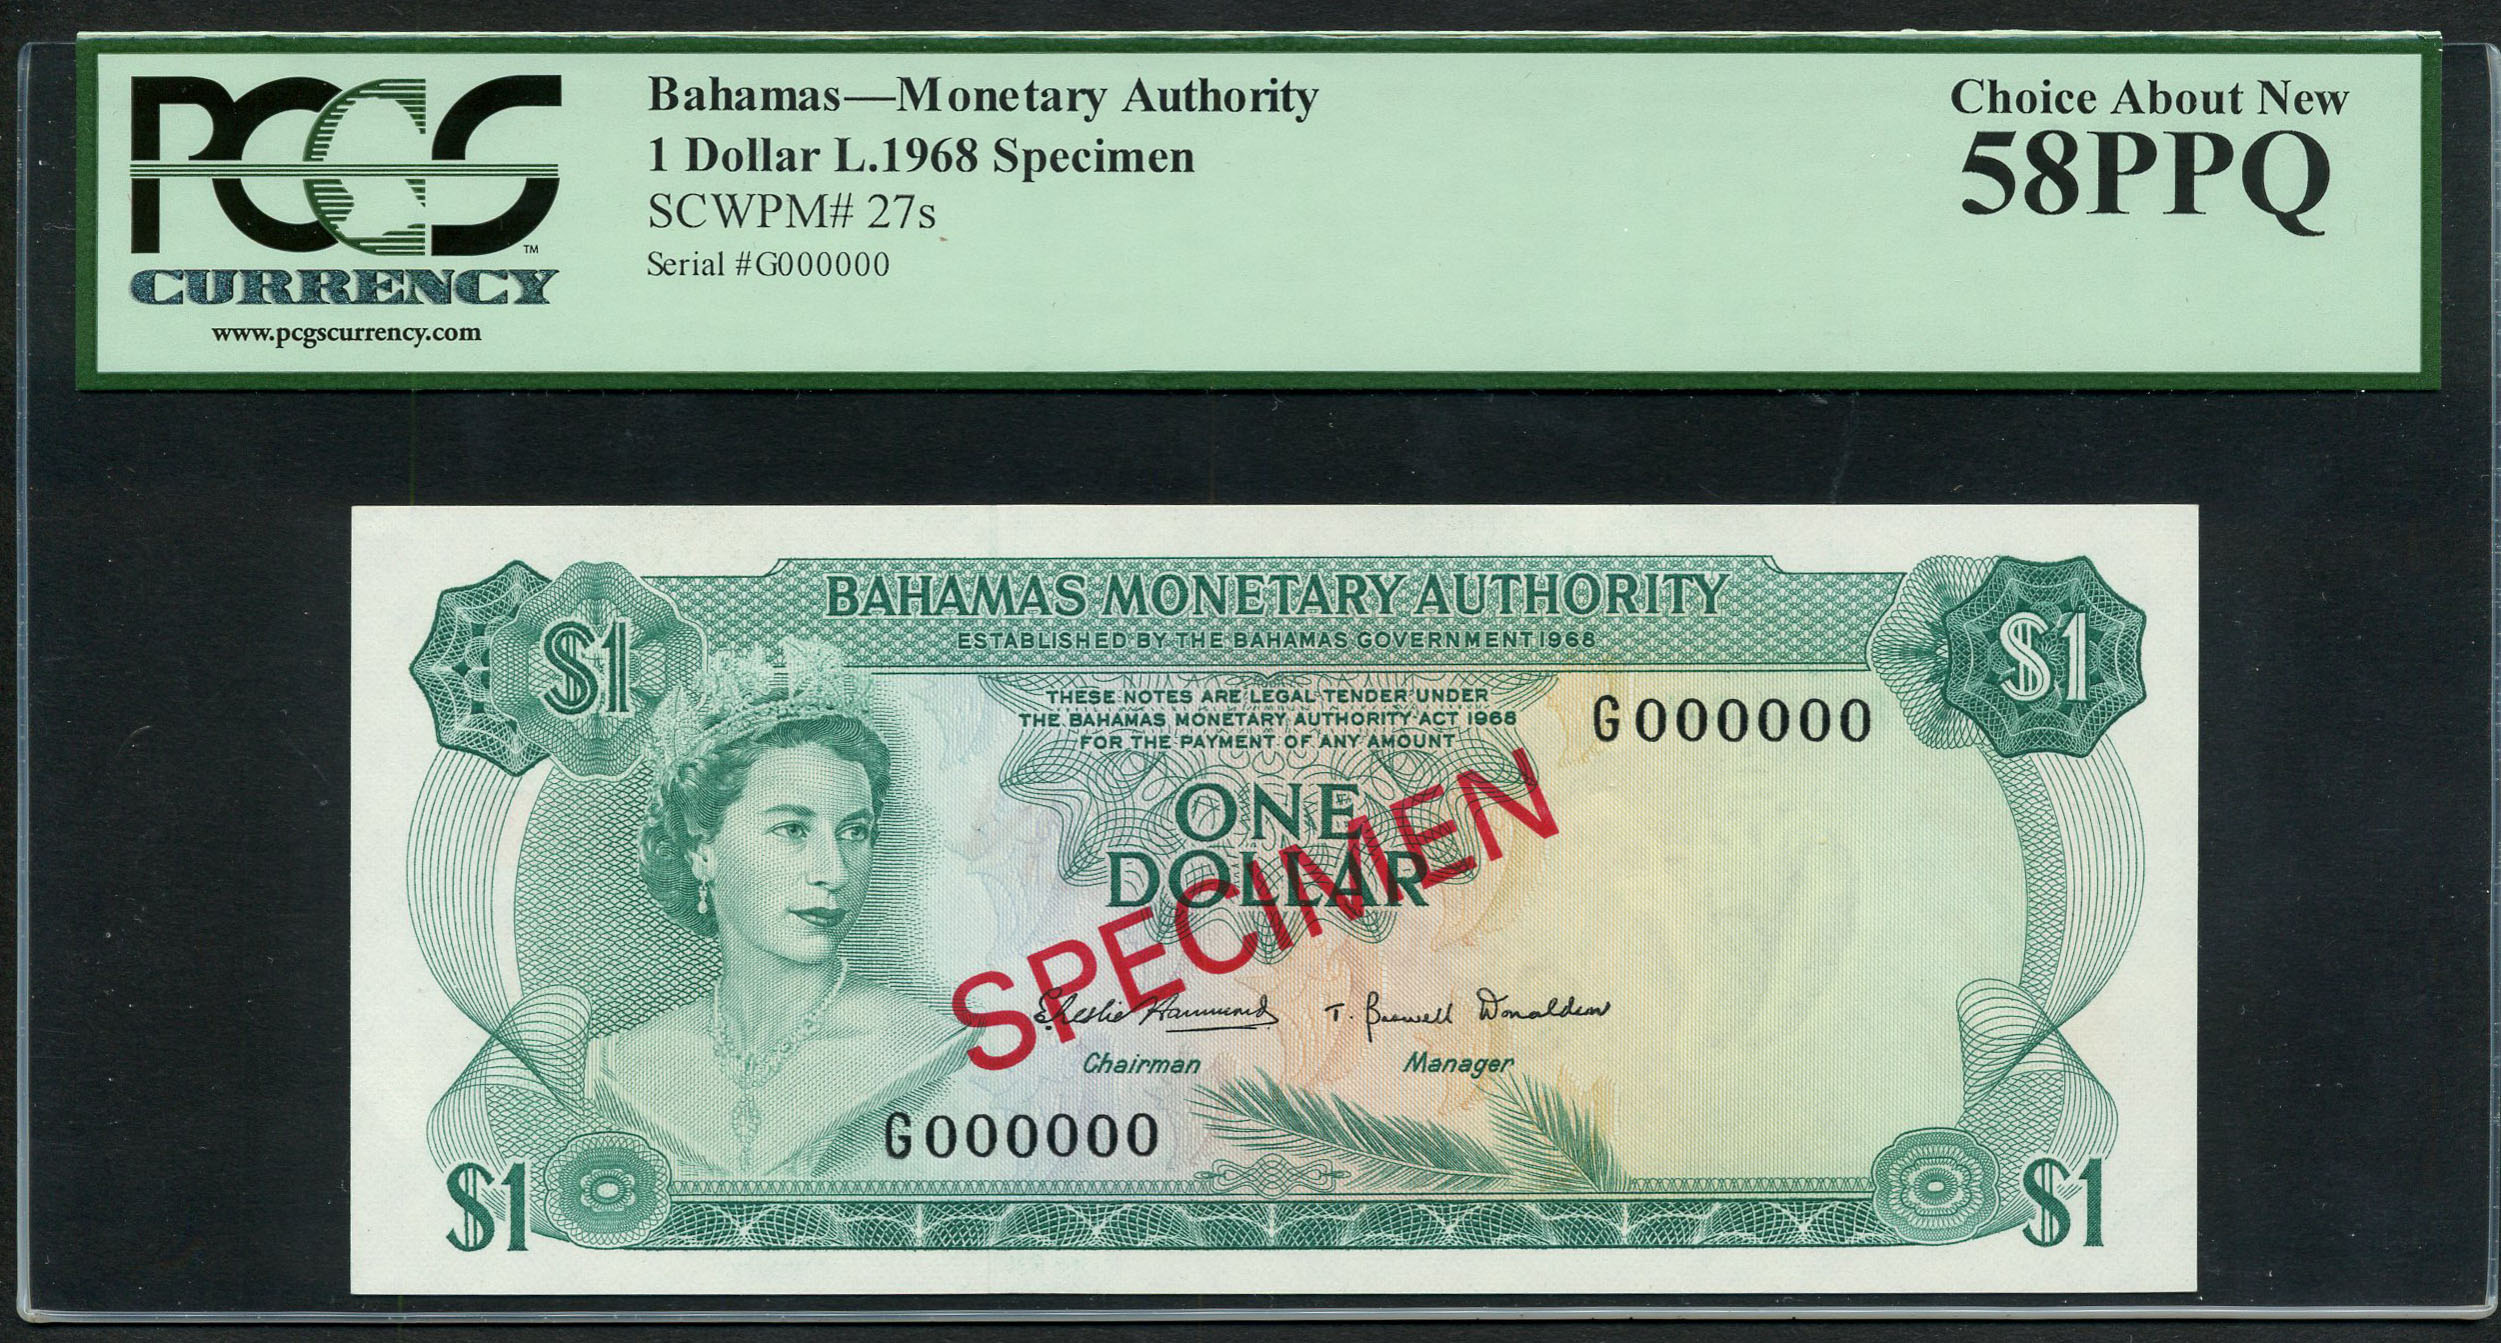 PCGS
TM
CURRENCY
www.pcgscurrency.com
Bahamas—Monetary Authority
1 Dollar L.1968 Specimen
SCWPM# 27s
Serial #G000000
Choice About New
58PPQ
BAHAMAS MONETARY AUTHORITY
ESTABLISHED BY THE BAHAMAS GOVERNMENT 1968
$1
$1
THESE NOTES ARE LEGAL TENDER UNDER
THE BAHAMAS MONETARY AUTHORITY ACT 1968
FOR THE PAYMENT OF ANY AMOUNT
G000000
ONE
DOLLAR
SPECIMEN
T. Boswell Donaldson
Chairman
Manager
G000000
$1
$1